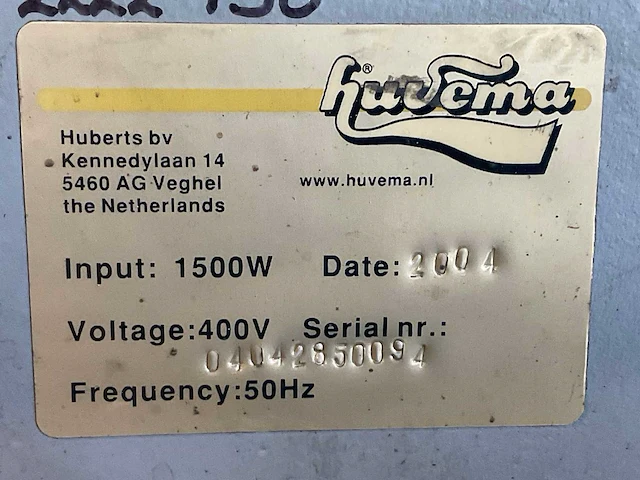 huvema®
Huberts bv
Kennedylaan 14
5460 AG Veghel
the Netherlands
www.huvema.nl
Input: 1500W Date: 2004
Voltage:400V Serial nr.:
04042850094
Frequency:50Hz